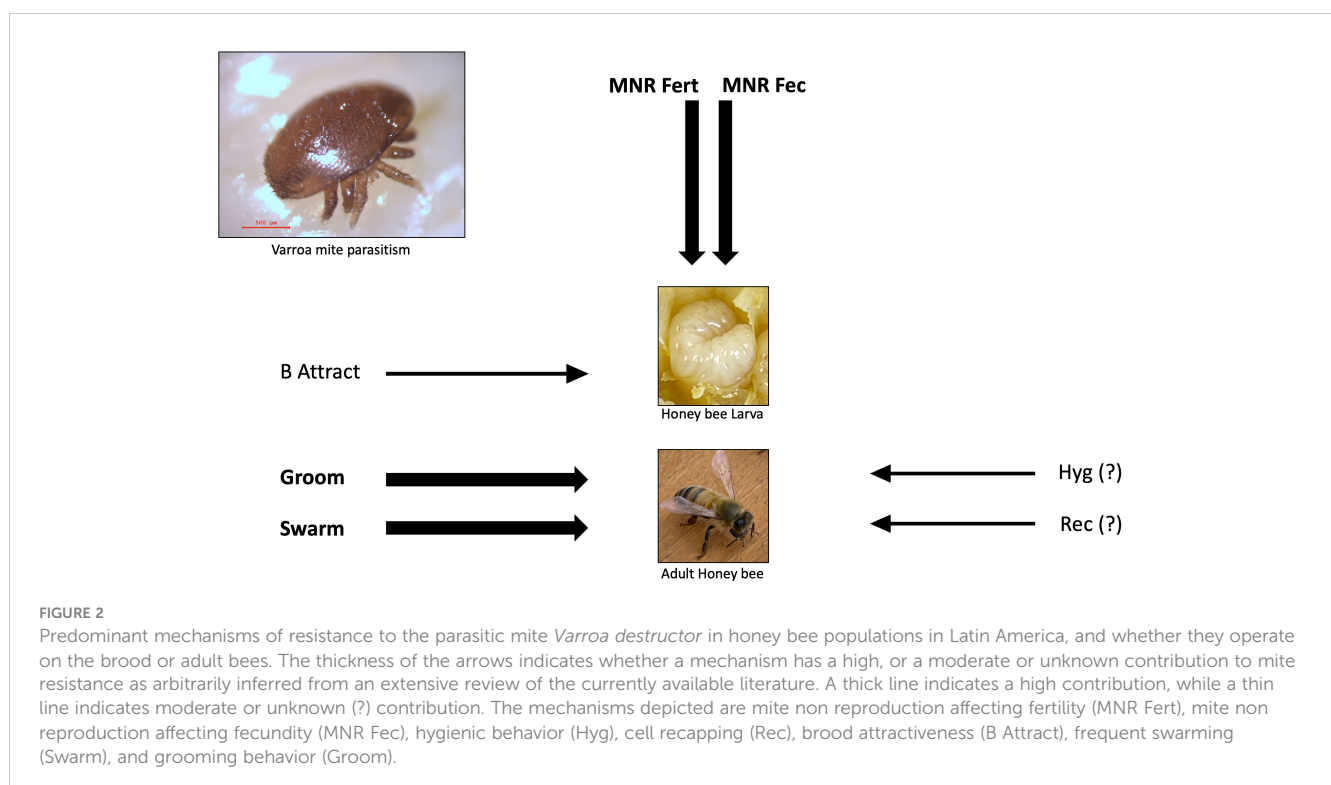 MNR Fert MNR Fec
500 µm
Varroa mite parasitism
B Attract
Honey bee Larva
Groom
Hyg (?)
Swarm
Rec (?)
Adult Honey bee
FIGURE 2
Predominant mechanisms of resistance to the parasitic mite Varroa destructor in honey bee populations in Latin America, and whether they operate
on the brood or adult bees. The thickness of the arrows indicates whether a mechanism has a high, or a moderate or unknown contribution to mite
resistance as arbitrarily inferred from an extensive review of the currently available literature. A thick line indicates a high contribution, while a thin
line indicates moderate or unknown (?) contribution. The mechanisms depicted are mite non reproduction affecting fertility (MNR Fert), mite non
reproduction affecting fecundity (MNR Fec), hygienic behavior (Hyg), cell recapping (Rec), brood attractiveness (B Attract), frequent swarming
(Swarm), and grooming behavior (Groom).